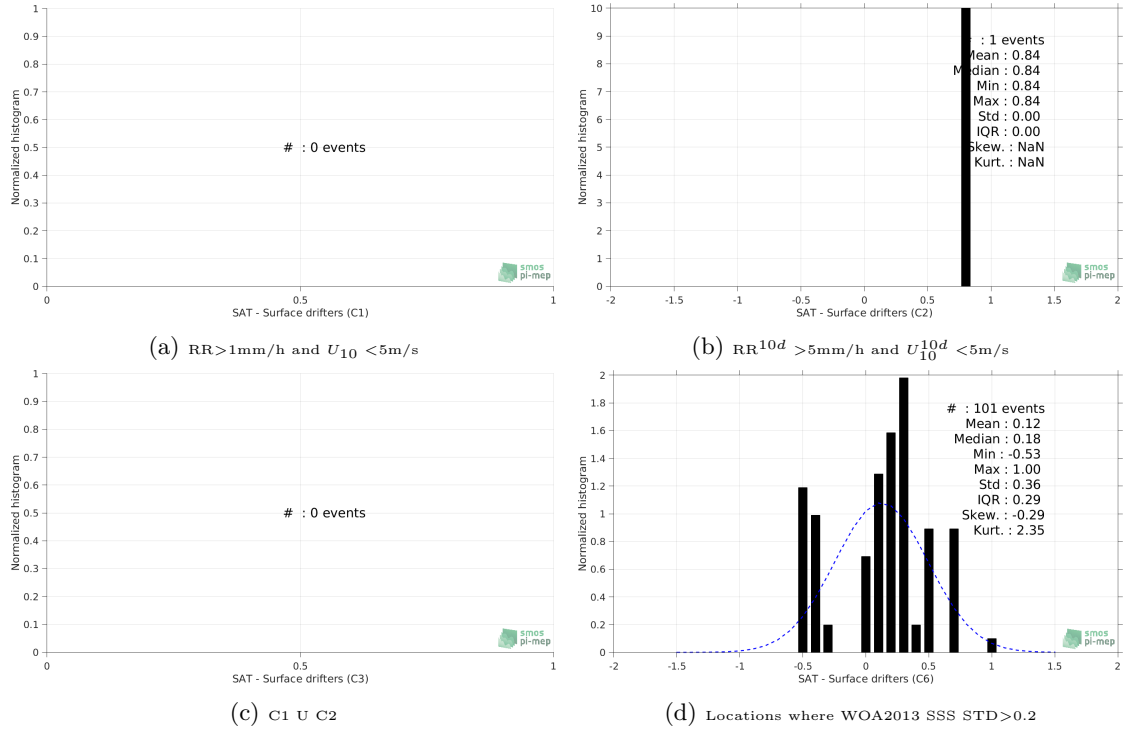 1
0.9
0.8
0.7
0.6
0.5
0.4
0.3
0.2
0.1
0
Normalized histogram
# : 0 events
smos
pi-mep
0 0.5 1
SAT - Surface drifters (C1)
(a) RR>1mm/h and U10 <5m/s
10
9
8
7
6
5
4
3
2
1
0
Normalized histogram
: 1 events
Mean : 0.84
Median : 0.84
Min : 0.84
Max : 0.84
Std : 0.00
IQR : 0.00
Skew. : NaN
Kurt. : NaN
smos
pi-mep
-2 -1.5 -1 -0.5 0 0.5 1 1.5 2
SAT - Surface drifters (C2)
(b) RR10d >5mm/h and U10d10 <5m/s
1
0.9
0.8
0.7
0.6
0.5
0.4
0.3
0.2
0.1
0
Normalized histogram
# : 0 events
smos
pi-mep
0 0.5 1
SAT - Surface drifters (C3)
(c) C1 U C2
2
1.8
1.6
1.4
1.2
1
0.8
0.6
0.4
0.2
0
Normalized histogram
# : 101 events
Mean : 0.12
Median : 0.18
Min : -0.53
Max : 1.00
Std : 0.36
IQR : 0.29
Skew. : -0.29
Kurt. : 2.35
smos
pi-mep
-2 -1.5 -1 -0.5 0 0.5 1 1.5 2
SAT - Surface drifters (C6)
(d) Locations where WOA2013 SSS STD>0.2